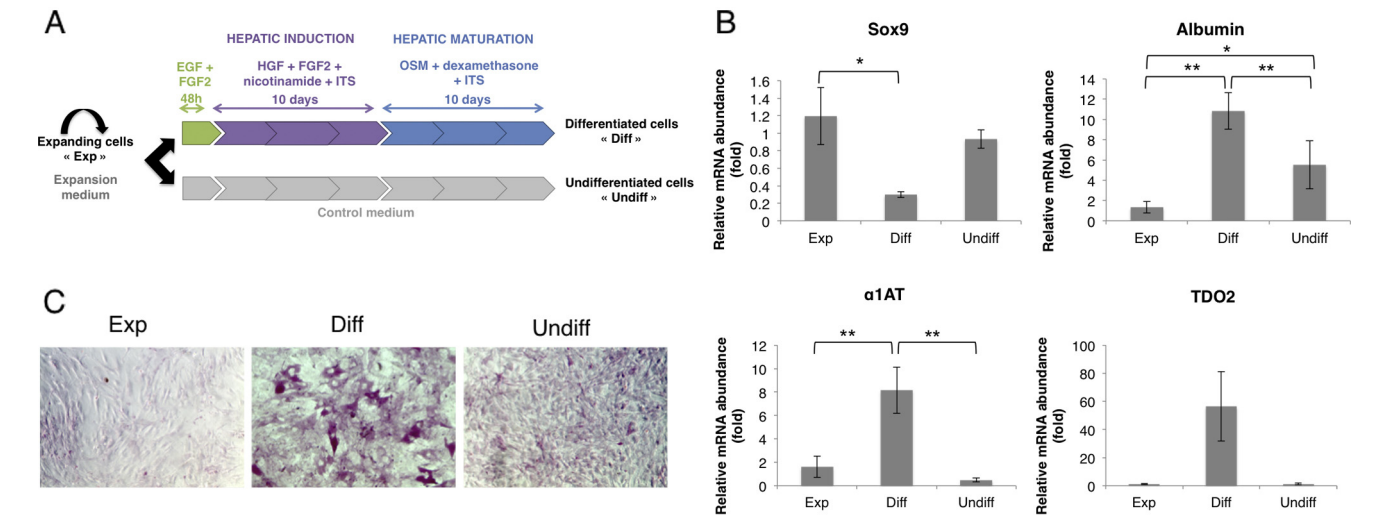 A
HEPATIC INDUCTION
HEPATIC MATURATION
EGF +
FGF2
48h
HGF + FGF2 +
nicotinamide + ITS
10 days
OSM + dexamethasone
+ ITS
10 days
Expanding cells
« Exp »
Expansion
medium
Differentiated cells
« Diff »
Undifferentiated cells
« Undiff »
Control medium
B
Sox9
Relative mRNA abundance
(fold)
1.6
1.4
1.2
1
0.8
0.6
0.4
0.2
0
*
Exp Diff Undiff
Albumin
Relative mRNA abundance
(fold)
14
12
10
8
6
4
2
0
*
** **
Exp Diff Undiff
α1AT
Relative mRNA abundance
(fold)
12
10
8
6
4
2
0
** **
Exp Diff Undiff
TDO2
Relative mRNA abundance
(fold)
100
80
60
40
20
0
Exp Diff Undiff
C
Exp Diff Undiff